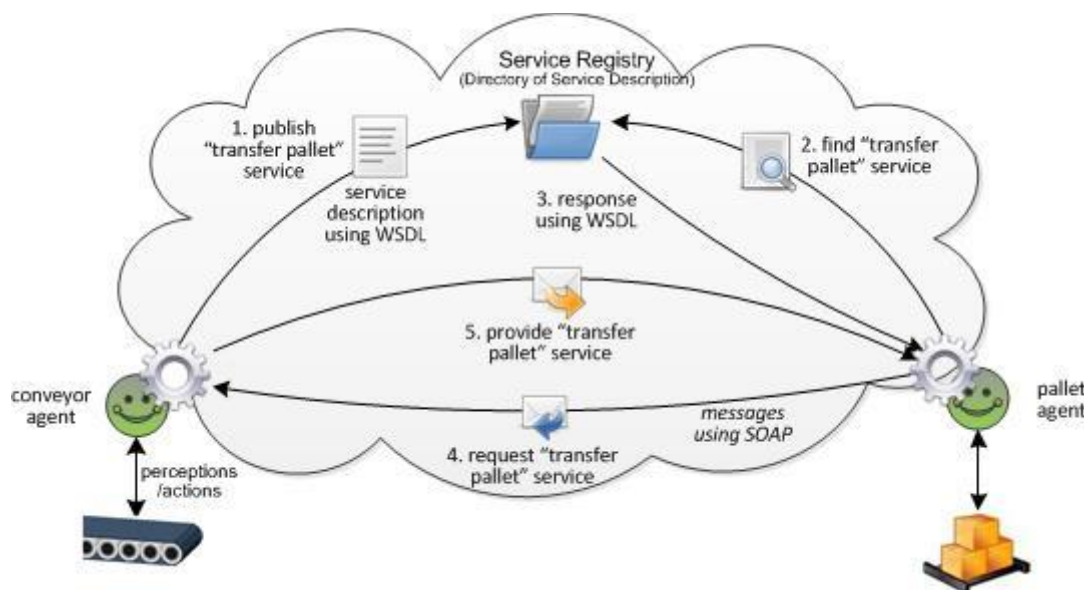 Service Registry
(Directory of Service Description)
1. publish
"transfer pallet"
service
service
description
using WSDL
2. find "transfer
pallet" service
3. response
using WSDL
5. provide "transfer
pallet" service
conveyor
agent
pallet
agent
messages
using SOAP
4. request "transfer
pallet" service
perceptions
/actions